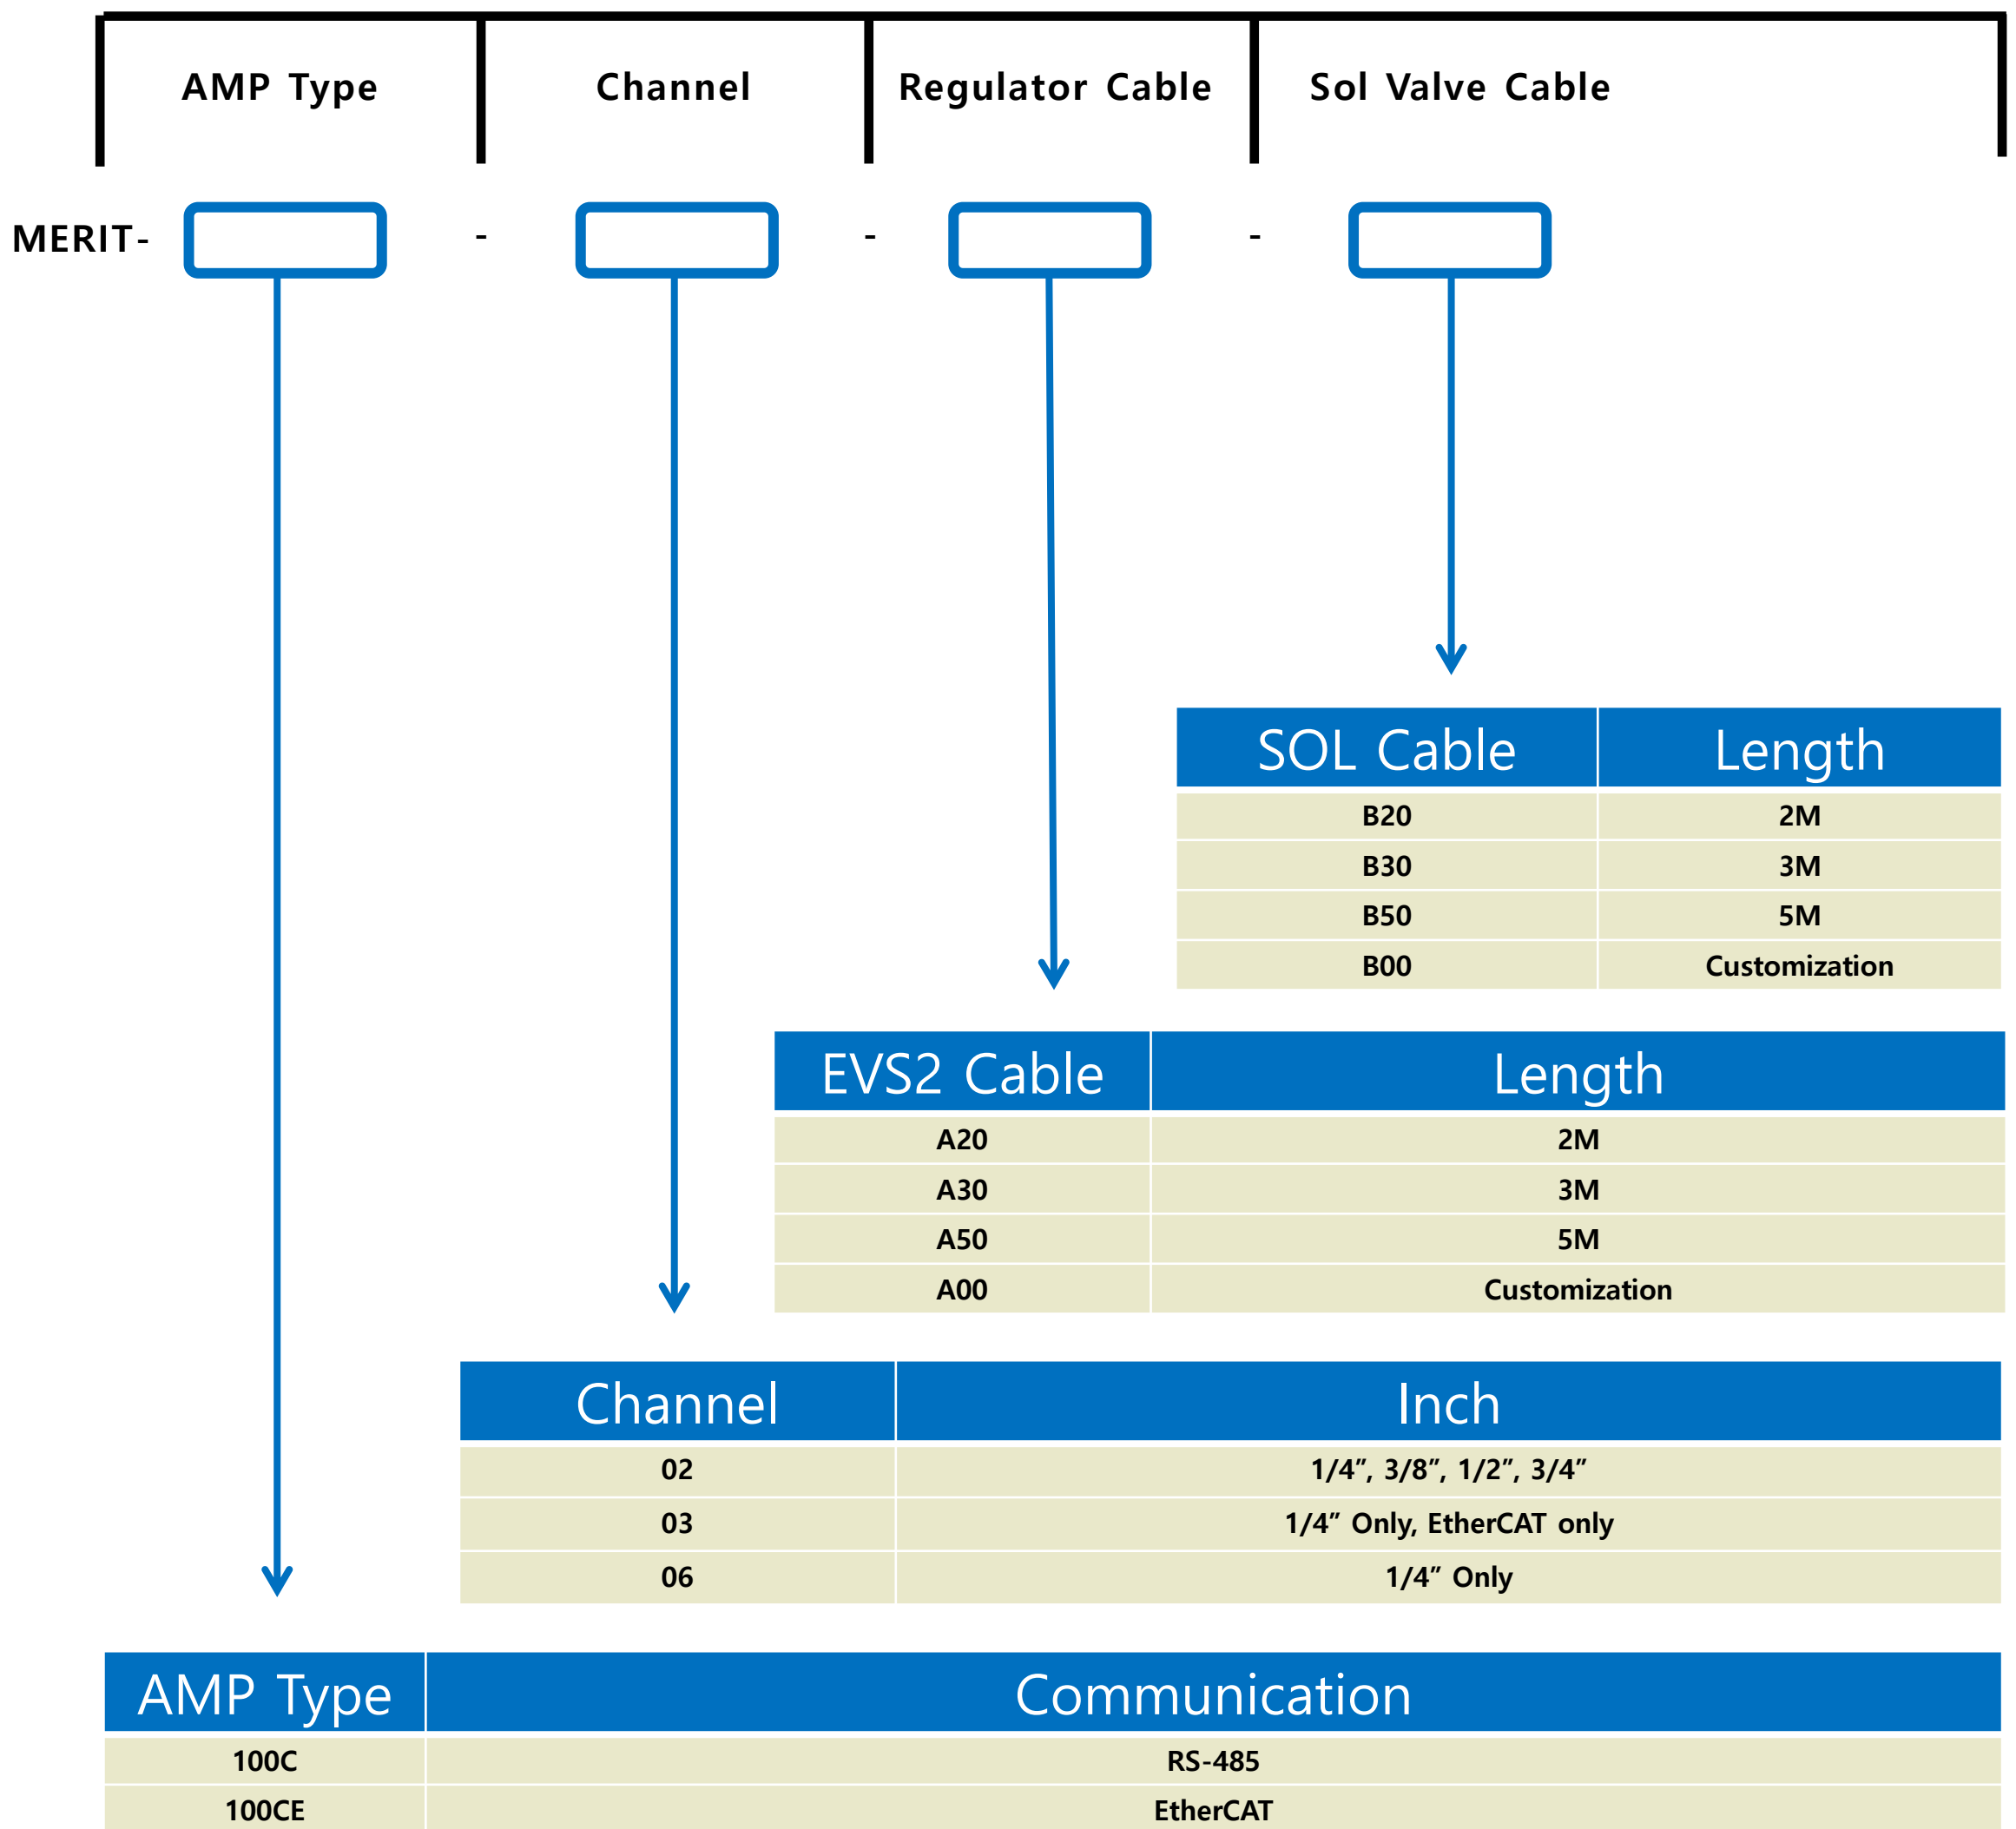 AMP Type Channel Regulator Cable Sol Valve Cable
MERIT- - - -
SOL Cable Length
B20 2M
B30 3M
B50 5M
B00 Customization
EVS2 Cable Length
A20 2M
A30 3M
A50 5M
A00 Customization
Channel Inch
02 1/4”, 3/8”, 1/2”, 3/4”
03 1/4” Only, EtherCAT only
06 1/4” Only
AMP Type Communication
100C RS-485
100CE EtherCAT